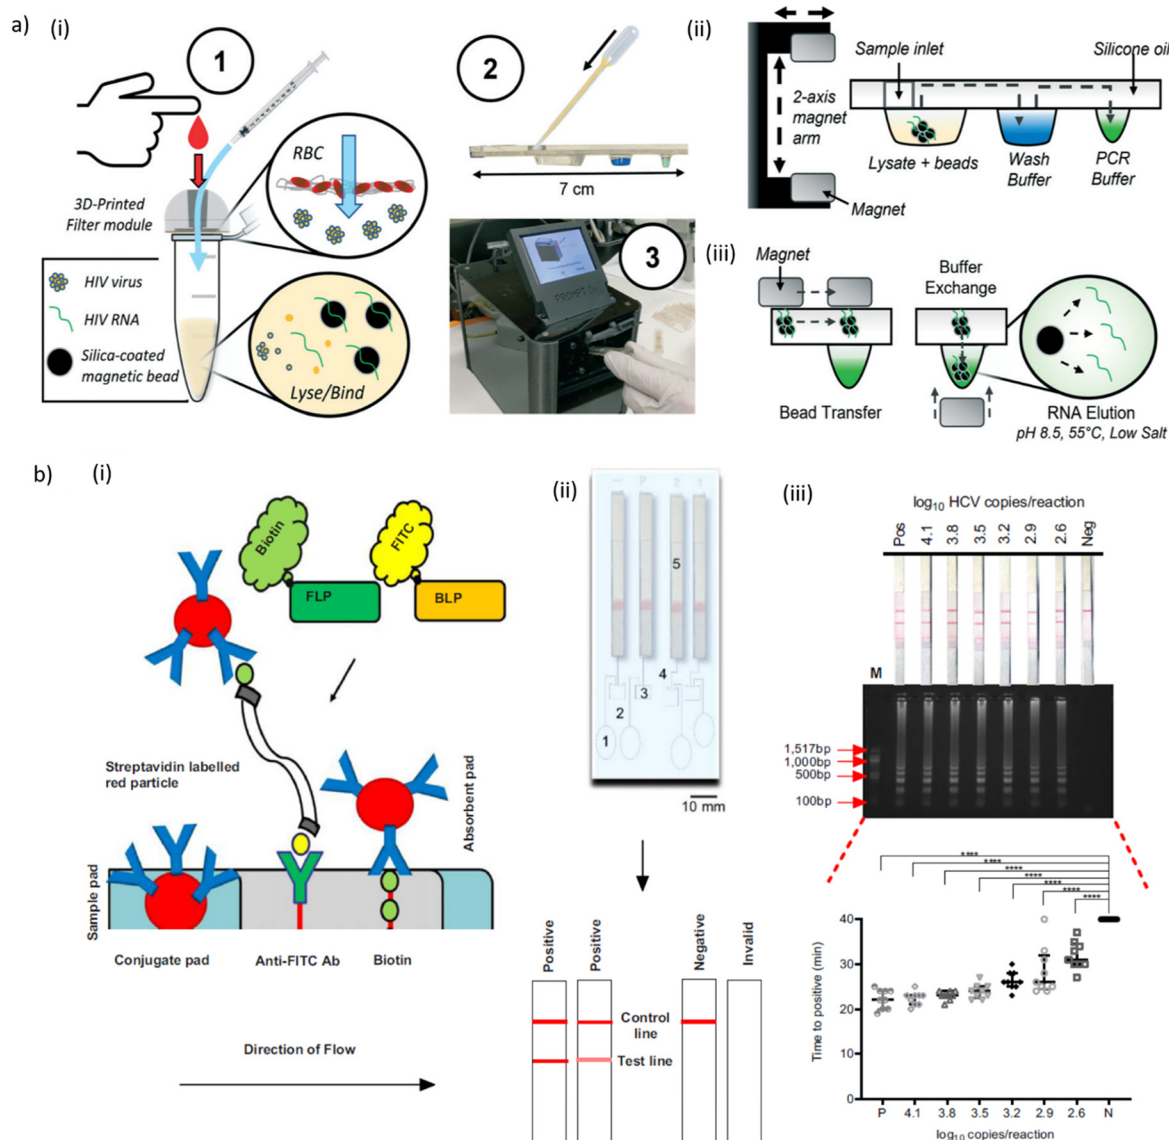 a) (i)
1
3D-Printed
Filter module
RBC
HIV virus
HIV RNA
Silica-coated
magnetic bead
Lyse/Bind
2
7 cm
3
(ii)
2-axis
magnet
arm
Magnet
Sample inlet
Silicone oil
Lysate + beads
Wash
Buffer
PCR
Buffer
(iii)
Magnet
Bead Transfer
Buffer
Exchange
RNA Elution
pH 8.5, 55°C, Low Salt
b) (i)
Biotin
FITC
FLP
BLP
Streptavidin labelled
red particle
Sample pad
Absorbent pad
Conjugate pad
Anti-FITC Ab
Biotin
Direction of Flow
(ii)
P
2
1
5
4
3
2
1
10 mm
Positive
Positive
Negative
Invalid
Control
line
Test line
(iii)
log10 HCV copies/reaction
Pos
4.1
3.8
3.5
3.2
2.9
2.6
Neg
M
1,517bp
1,000bp
500bp
100bp
****
****
****
****
****
****
****
Time to positive (min)
40
30
20
10
0
P 4.1 3.8 3.5 3.2 2.9 2.6 N
log10 copies/reaction